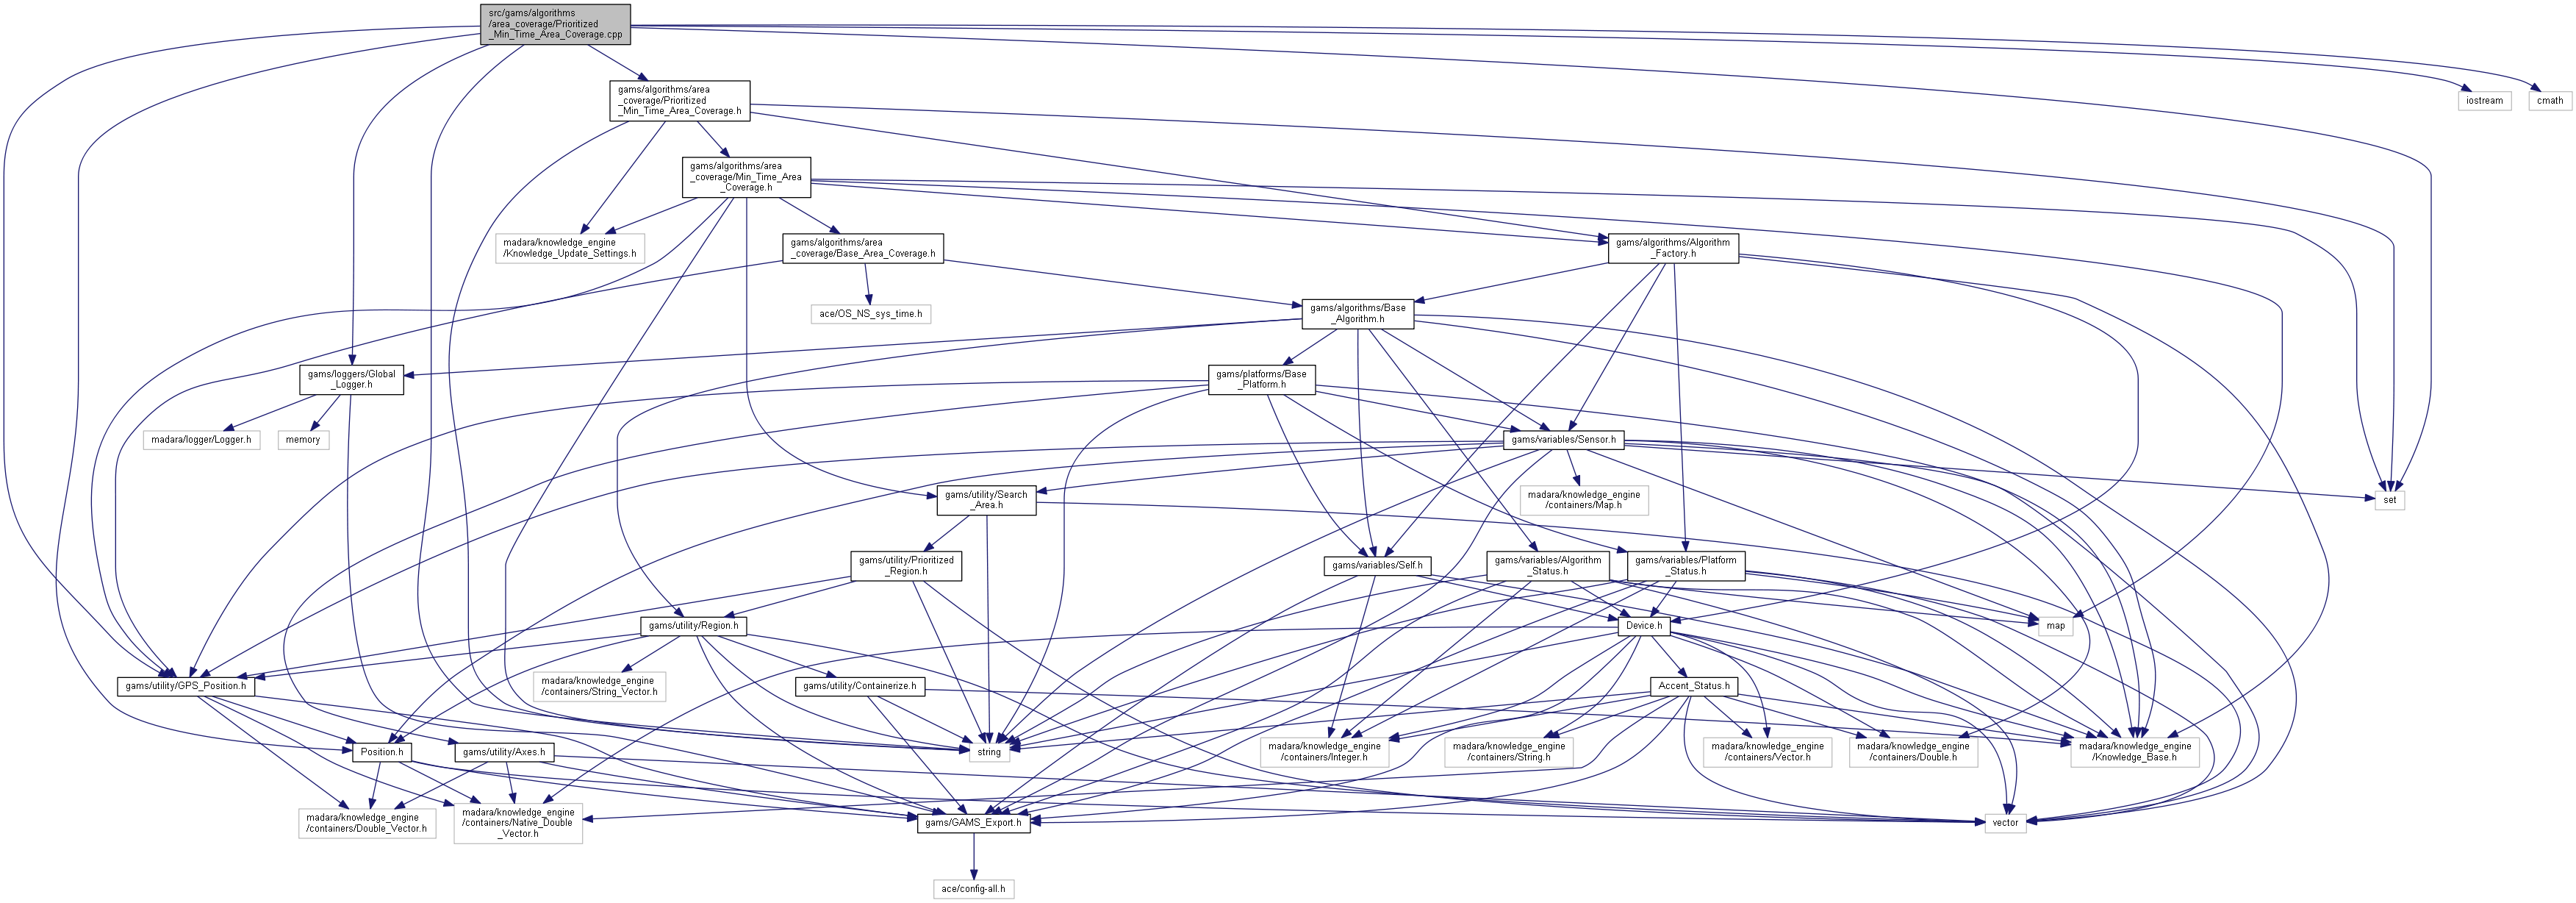 src/gams/algorithms
/area_coverage/Prioritized
_Min_Time_Area_Coverage.cpp
gams/algorithms/area
_coverage/Prioritized
_Min_Time_Area_Coverage.h
iostream
cmath
gams/algorithms/area
_coverage/Min_Time_Area
_Coverage.h
madara/knowledge_engine
/Knowledge_Update_Settings.h
gams/algorithms/area
_coverage/Base_Area_Coverage.h
gams/algorithms/Algorithm
_Factory.h
ace/OS_NS_sys_time.h
gams/algorithms/Base
_Algorithm.h
gams/loggers/Global
_Logger.h
gams/platforms/Base
_Platform.h
madara/logger/Logger.h
memory
gams/variables/Sensor.h
gams/utility/Search
_Area.h
madara/knowledge_engine
/containers/Map.h
set
gams/utility/Prioritized
_Region.h
gams/variables/Self.h
gams/variables/Algorithm
_Status.h
gams/variables/Platform
_Status.h
gams/utility/Region.h
Device.h
map
gams/utility/GPS_Position.h
madara/knowledge_engine
/containers/String_Vector.h
gams/utility/Containerize.h
Accent_Status.h
Position.h
gams/utility/Axes.h
string
madara/knowledge_engine
/containers/Integer.h
madara/knowledge_engine
/containers/String.h
madara/knowledge_engine
/containers/Vector.h
madara/knowledge_engine
/containers/Double.h
madara/knowledge_engine
/Knowledge_Base.h
madara/knowledge_engine
/containers/Double_Vector.h
madara/knowledge_engine
/containers/Native_Double
_Vector.h
gams/GAMS_Export.h
vector
ace/config-all.h